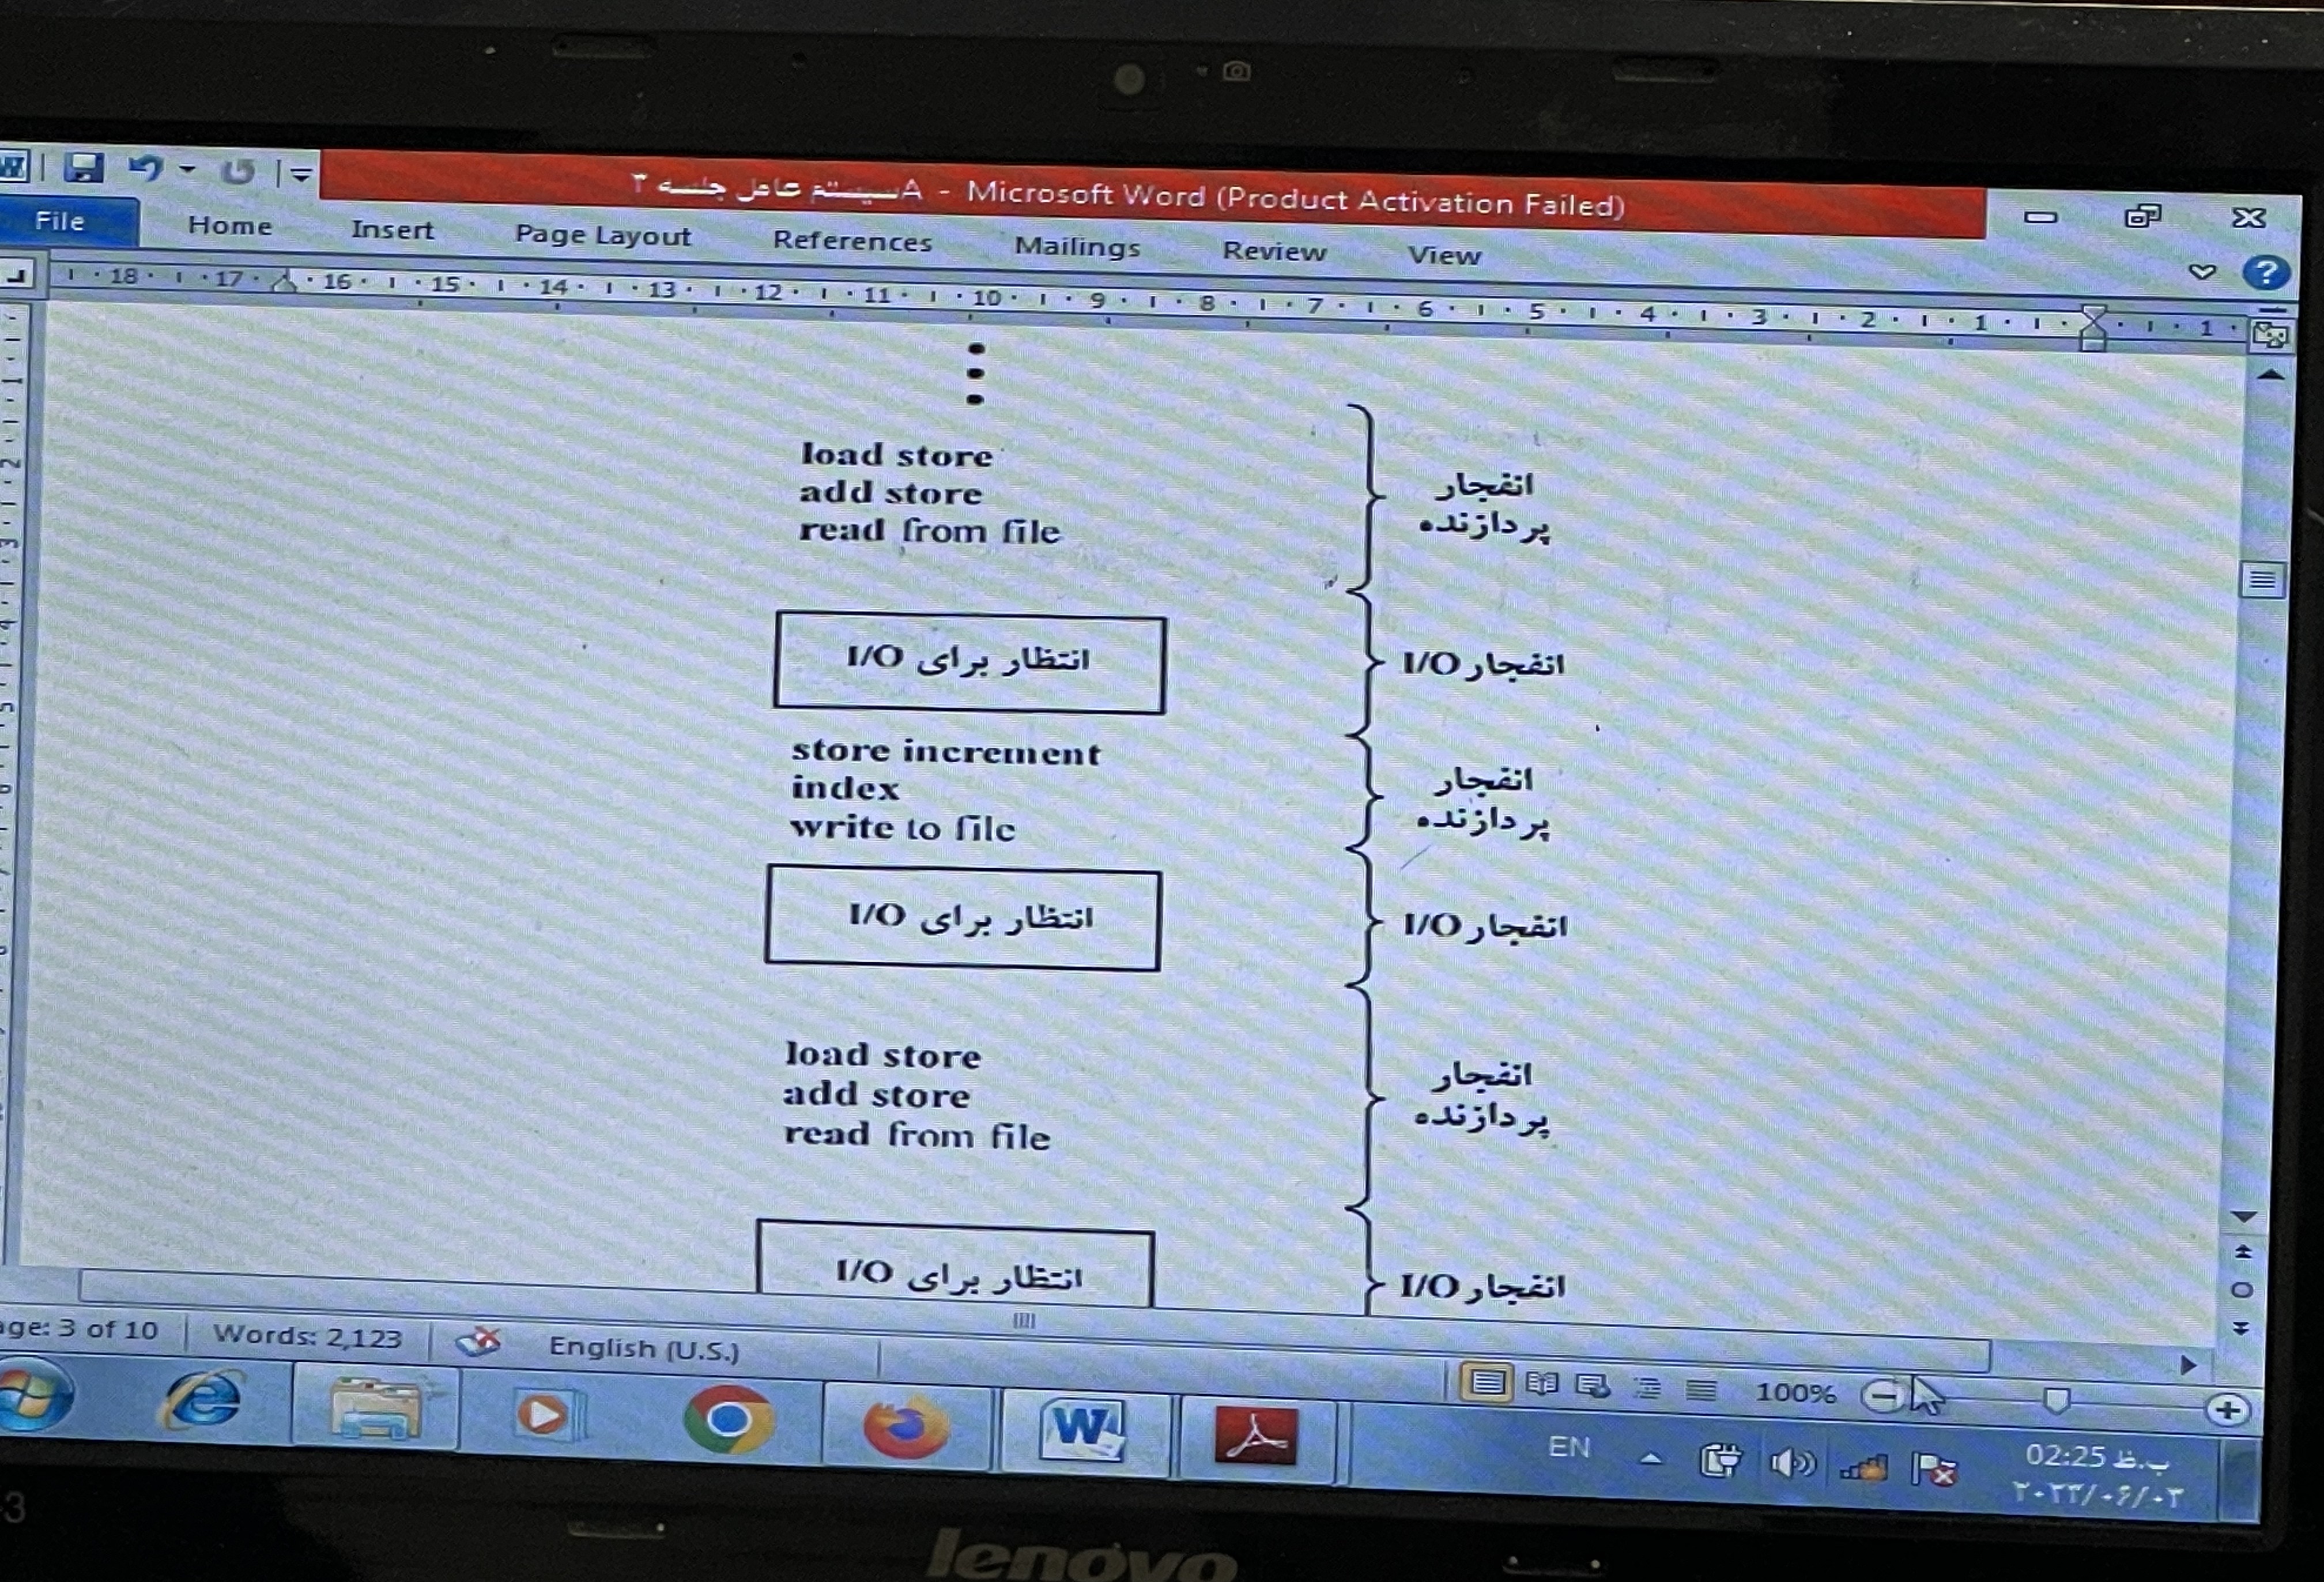 سیستم عامل جلسه ۳A - Microsoft Word (Product Activation Failed)
File Home Insert Page Layout References Mailings Review View
18 17 16 15 14 13 12 11 10 9 8 7 6 5 4 3 2 1 1
load store
add store
read from file
انفجار
پردازنده
انتظار برای I/O
انفجار I/O
store increment
index
write to file
انفجار
پردازنده
انتظار برای I/O
انفجار I/O
load store
add store
read from file
انفجار
پردازنده
انتظار برای I/O
انفجار I/O
age: 3 of 10 Words: 2,123 English (U.S.) 100%
EN 02:25 ب.ظ
۲۰۲۳/۰۶/۰۳
lenovo